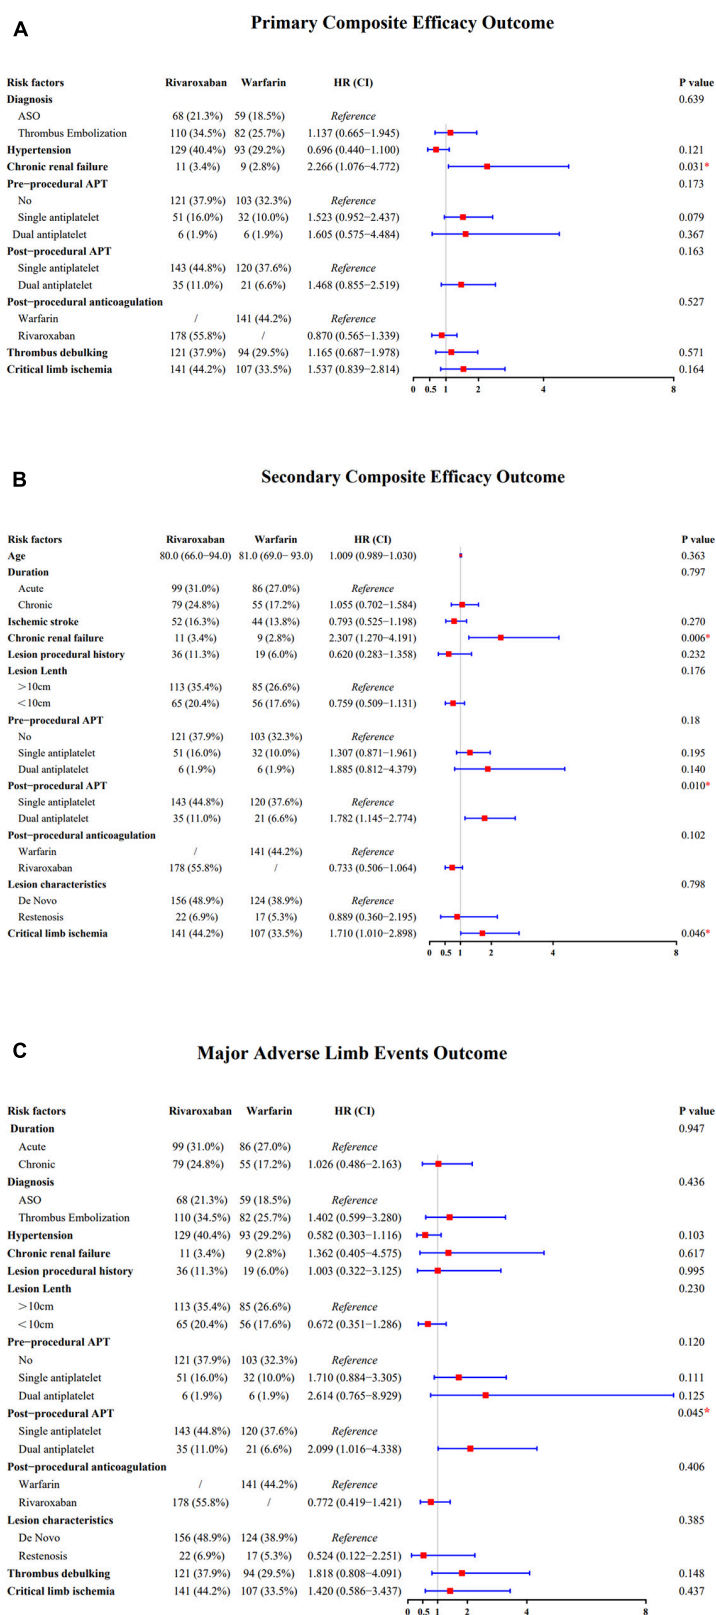 A
Primary Composite Efficacy Outcome
Risk factors Rivaroxaban Warfarin HR (CI) P value
Diagnosis 0.639
ASO 68 (21.3%) 59 (18.5%) Reference
Thrombus Embolization 110 (34.5%) 82 (25.7%) 1.137 (0.665−1.945)
Hypertension 129 (40.4%) 93 (29.2%) 0.696 (0.440−1.100) 0.121
Chronic renal failure 11 (3.4%) 9 (2.8%) 2.266 (1.076−4.772) 0.031*
Pre−procedural APT 0.173
No 121 (37.9%) 103 (32.3%) Reference
Single antiplatelet 51 (16.0%) 32 (10.0%) 1.523 (0.952−2.437) 0.079
Dual antiplatelet 6 (1.9%) 6 (1.9%) 1.605 (0.575−4.484) 0.367
Post−procedural APT 0.163
Single antiplatelet 143 (44.8%) 120 (37.6%) Reference
Dual antiplatelet 35 (11.0%) 21 (6.6%) 1.468 (0.855−2.519)
Post−procedural anticoagulation 0.527
Warfarin / 141 (44.2%) Reference
Rivaroxaban 178 (55.8%) / 0.870 (0.565−1.339)
Thrombus debulking 121 (37.9%) 94 (29.5%) 1.165 (0.687−1.978) 0.571
Critical limb ischemia 141 (44.2%) 107 (33.5%) 1.537 (0.839−2.814) 0.164
0 0.5 1 2 4 8
B
Secondary Composite Efficacy Outcome
Risk factors Rivaroxaban Warfarin HR (CI) P value
Age 80.0 (66.0−94.0) 81.0 (69.0− 93.0) 1.009 (0.989−1.030) 0.363
Duration 0.797
Acute 99 (31.0%) 86 (27.0%) Reference
Chronic 79 (24.8%) 55 (17.2%) 1.055 (0.702−1.584)
Ischemic stroke 52 (16.3%) 44 (13.8%) 0.793 (0.525−1.198) 0.270
Chronic renal failure 11 (3.4%) 9 (2.8%) 2.307 (1.270−4.191) 0.006*
Lesion procedural history 36 (11.3%) 19 (6.0%) 0.620 (0.283−1.358) 0.232
Lesion Lenth 0.176
>10cm 113 (35.4%) 85 (26.6%) Reference
<10cm 65 (20.4%) 56 (17.6%) 0.759 (0.509−1.131)
Pre−procedural APT 0.18
No 121 (37.9%) 103 (32.3%) Reference
Single antiplatelet 51 (16.0%) 32 (10.0%) 1.307 (0.871−1.961) 0.195
Dual antiplatelet 6 (1.9%) 6 (1.9%) 1.885 (0.812−4.379) 0.140
Post−procedural APT 0.010*
Single antiplatelet 143 (44.8%) 120 (37.6%) Reference
Dual antiplatelet 35 (11.0%) 21 (6.6%) 1.782 (1.145−2.774)
Post−procedural anticoagulation 0.102
Warfarin / 141 (44.2%) Reference
Rivaroxaban 178 (55.8%) / 0.733 (0.506−1.064)
Lesion characteristics 0.798
De Novo 156 (48.9%) 124 (38.9%) Reference
Restenosis 22 (6.9%) 17 (5.3%) 0.889 (0.360−2.195)
Critical limb ischemia 141 (44.2%) 107 (33.5%) 1.710 (1.010−2.898) 0.046*
0 0.5 1 2 4 8
C
Major Adverse Limb Events Outcome
Risk factors Rivaroxaban Warfarin HR (CI) P value
Duration 0.947
Acute 99 (31.0%) 86 (27.0%) Reference
Chronic 79 (24.8%) 55 (17.2%) 1.026 (0.486−2.163)
Diagnosis 0.436
ASO 68 (21.3%) 59 (18.5%) Reference
Thrombus Embolization 110 (34.5%) 82 (25.7%) 1.402 (0.599−3.280)
Hypertension 129 (40.4%) 93 (29.2%) 0.582 (0.303−1.116) 0.103
Chronic renal failure 11 (3.4%) 9 (2.8%) 1.362 (0.405−4.575) 0.617
Lesion procedural history 36 (11.3%) 19 (6.0%) 1.003 (0.322−3.125) 0.995
Lesion Lenth 0.230
>10cm 113 (35.4%) 85 (26.6%) Reference
<10cm 65 (20.4%) 56 (17.6%) 0.672 (0.351−1.286)
Pre−procedural APT 0.120
No 121 (37.9%) 103 (32.3%) Reference
Single antiplatelet 51 (16.0%) 32 (10.0%) 1.710 (0.884−3.305) 0.111
Dual antiplatelet 6 (1.9%) 6 (1.9%) 2.614 (0.765−8.929) 0.125
Post−procedural APT 0.045*
Single antiplatelet 143 (44.8%) 120 (37.6%) Reference
Dual antiplatelet 35 (11.0%) 21 (6.6%) 2.099 (1.016−4.338)
Post−procedural anticoagulation 0.406
Warfarin / 141 (44.2%) Reference
Rivaroxaban 178 (55.8%) / 0.772 (0.419−1.421)
Lesion characteristics 0.385
De Novo 156 (48.9%) 124 (38.9%) Reference
Restenosis 22 (6.9%) 17 (5.3%) 0.524 (0.122−2.251)
Thrombus debulking 121 (37.9%) 94 (29.5%) 1.818 (0.808−4.091) 0.148
Critical limb ischemia 141 (44.2%) 107 (33.5%) 1.420 (0.586−3.437) 0.437
0 0.5 1 2 4 8